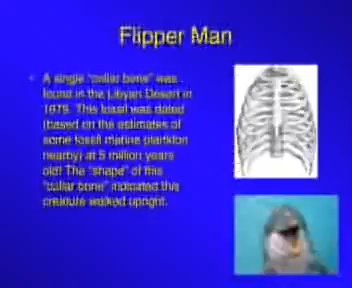 Flipper Man
• A single "collar bone" was
found in the Libyan Desert in
1979. This fossil was dated
(based on the estimates of
some fossil marine plankton
nearby) at 5 million years
old! The "shape" of this
"collar bone" indicated this
creature walked upright.